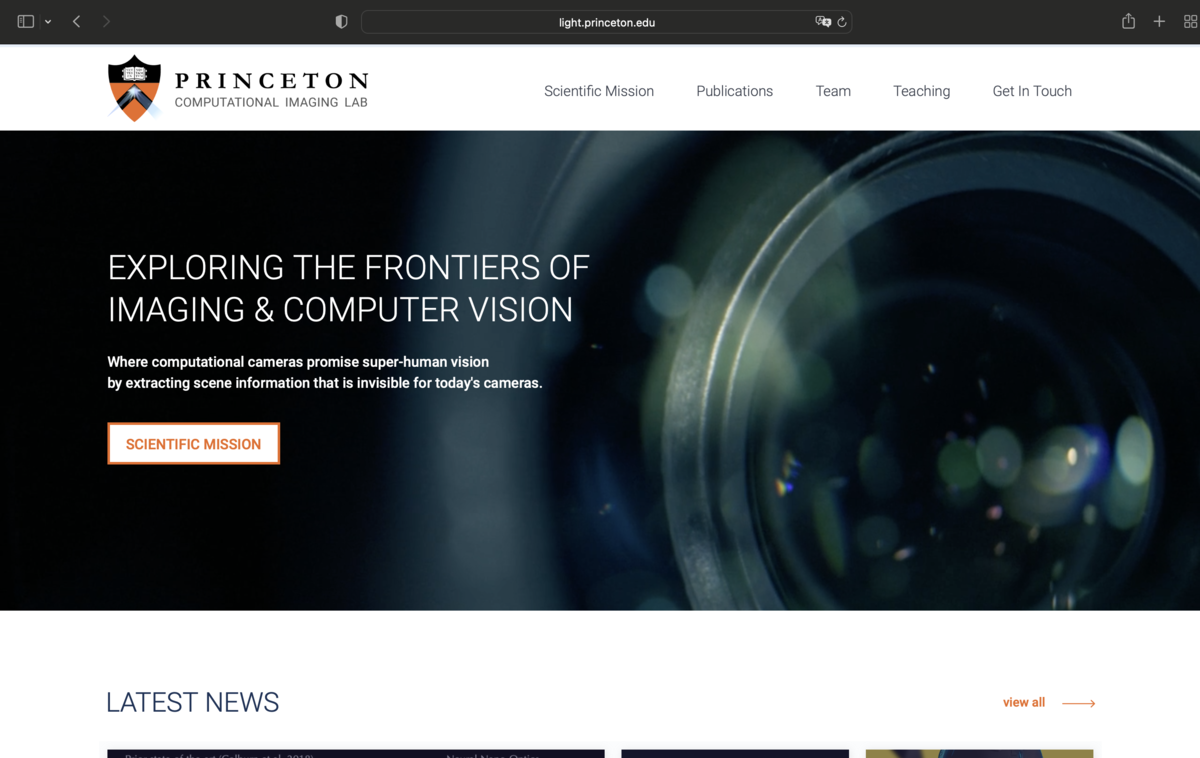 light.princeton.edu
PRINCETON
COMPUTATIONAL IMAGING LAB
Scientific Mission
Publications
Team
Teaching
Get In Touch
EXPLORING THE FRONTIERS OF
IMAGING & COMPUTER VISION
Where computational cameras promise super-human vision
by extracting scene information that is invisible for today's cameras.
SCIENTIFIC MISSION
LATEST NEWS
view all